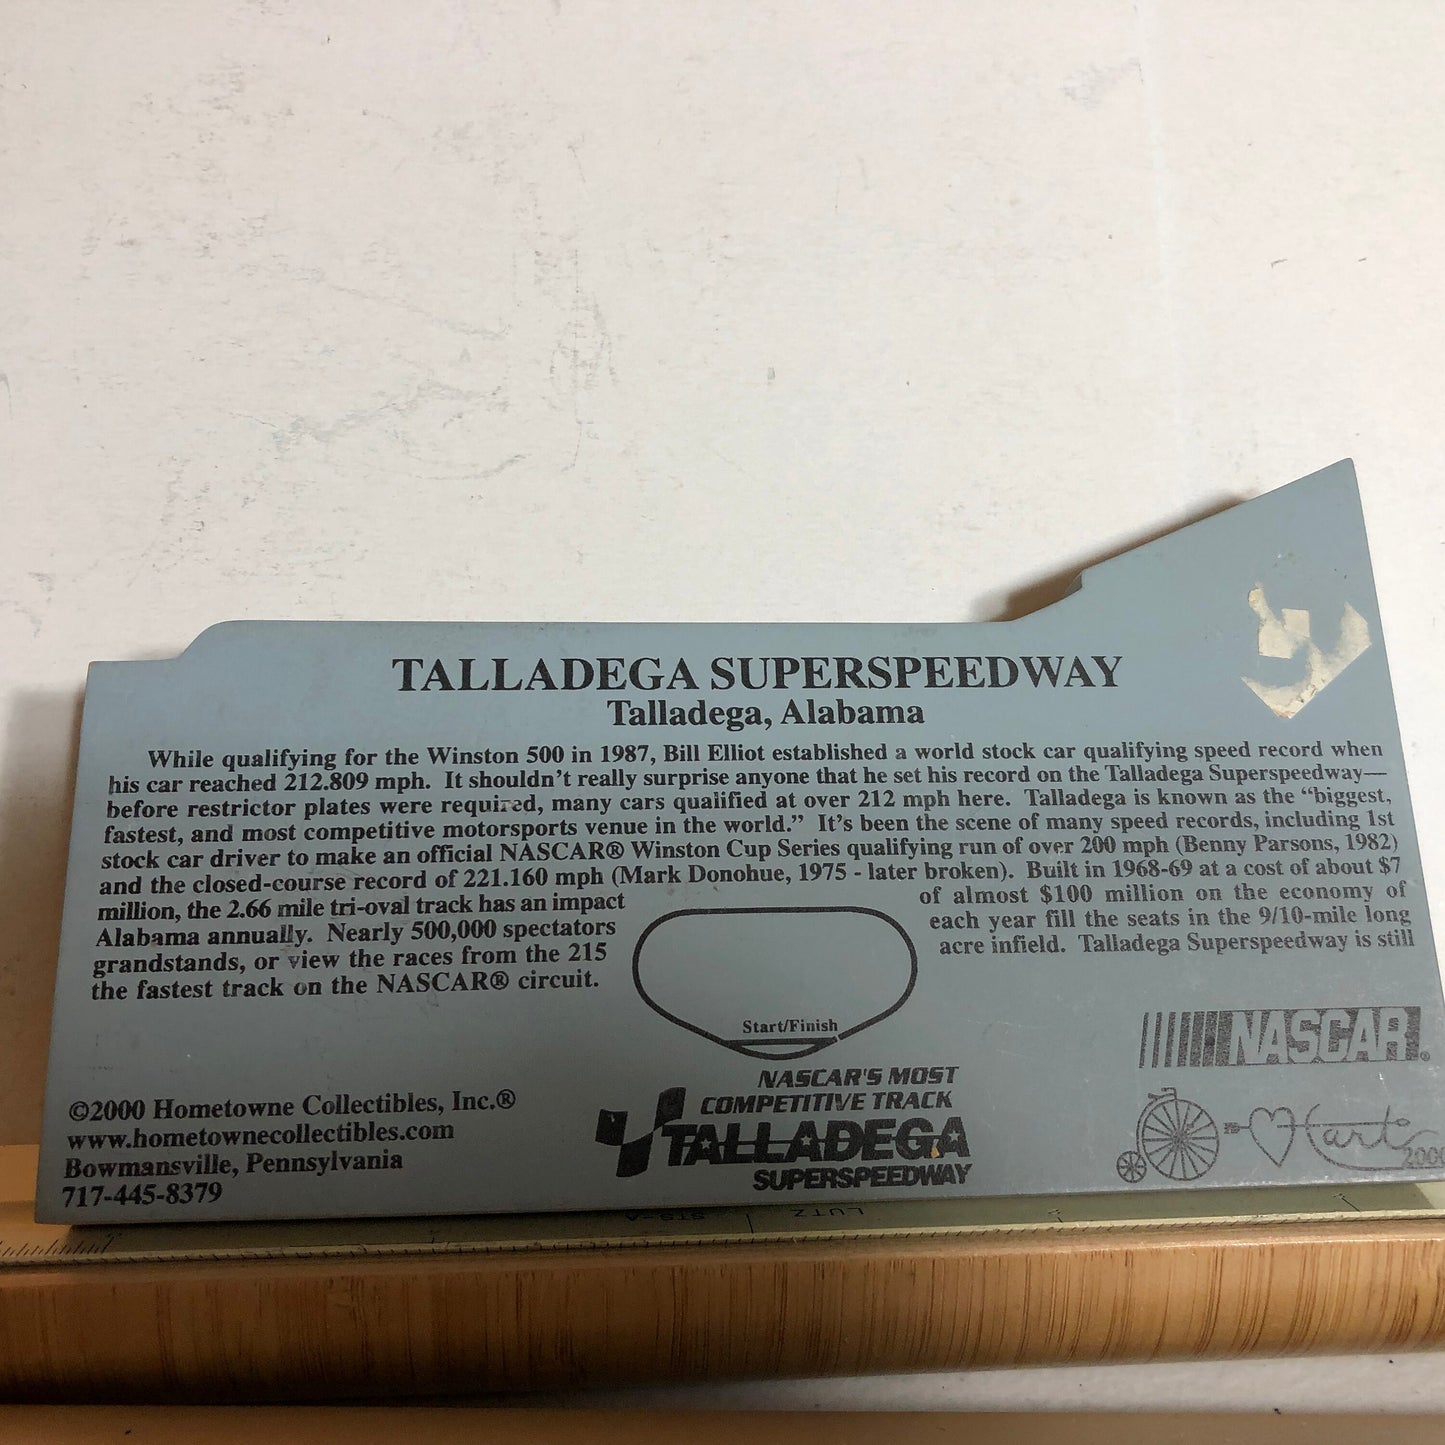 TALLADEGA SUPERSPEEDWAY
Talladega, Alabama
While qualifying for the Winston 500 in 1987, Bill Elliot established a world stock car qualifying speed record when
his car reached 212.809 mph. It shouldn't really surprise anyone that he set his record on the Talladega Superspeedway—
before restrictor plates were required, many cars qualified at over 212 mph here. Talladega is known as the "biggest,
fastest, and most competitive motorsports venue in the world." It's been the scene of many speed records, including 1st
stock car driver to make an official NASCAR® Winston Cup Series qualifying run of over 200 mph (Benny Parsons, 1982)
and the closed-course record of 221.160 mph (Mark Donohue, 1975 - later broken). Built in 1968-69 at a cost of about $7
million, the 2.66 mile tri-oval track has an impact of almost $100 million on the economy of
Alabama annually. Nearly 500,000 spectators each year fill the seats in the 9/10-mile long
grandstands, or view the races from the 215 acre infield. Talladega Superspeedway is still
the fastest track on the NASCAR® circuit.
Start/Finish
NASCAR.
NASCAR'S MOST
COMPETITIVE TRACK
TALLADEGA
SUPERSPEEDWAY
©2000 Hometowne Collectibles, Inc.®
www.hometownecollectibles.com
Bowmansville, Pennsylvania
717-445-8379
Hart
2000
LUTZ